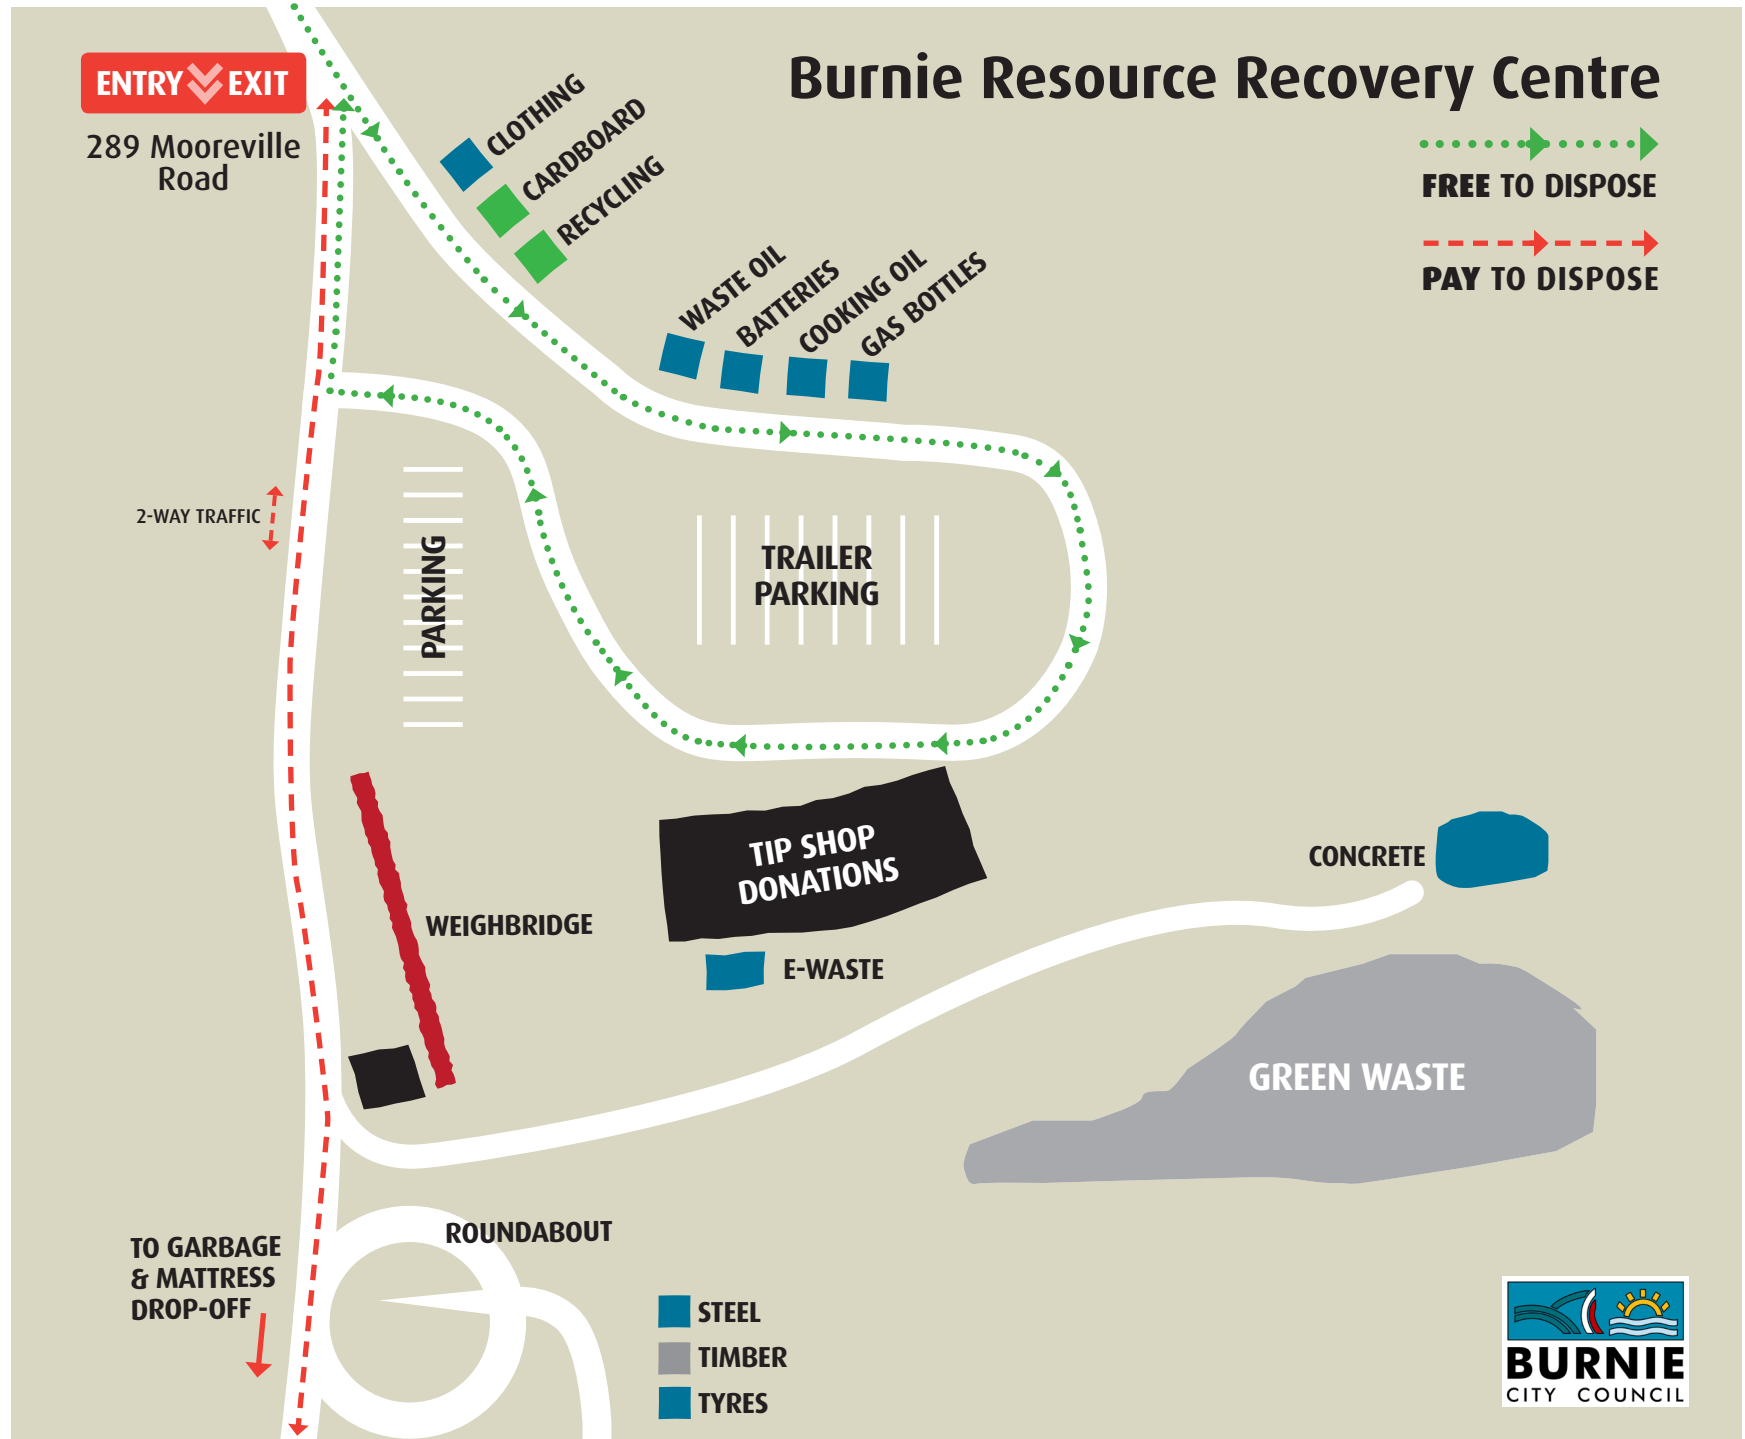 Burnie Resource Recovery Centre
ENTRY EXIT
289 Mooreville
Road
FREE TO DISPOSE
PAY TO DISPOSE
CLOTHING
CARDBOARD
RECYCLING
WASTE OIL
BATTERIES
COOKING OIL
GAS BOTTLES
2-WAY TRAFFIC
PARKING
TRAILER
PARKING
TIP SHOP
DONATIONS
CONCRETE
WEIGHBRIDGE
E-WASTE
GREEN WASTE
ROUNDABOUT
TO GARBAGE
& MATTRESS
DROP-OFF
STEEL
TIMBER
TYRES
BURNIE
CITY COUNCIL